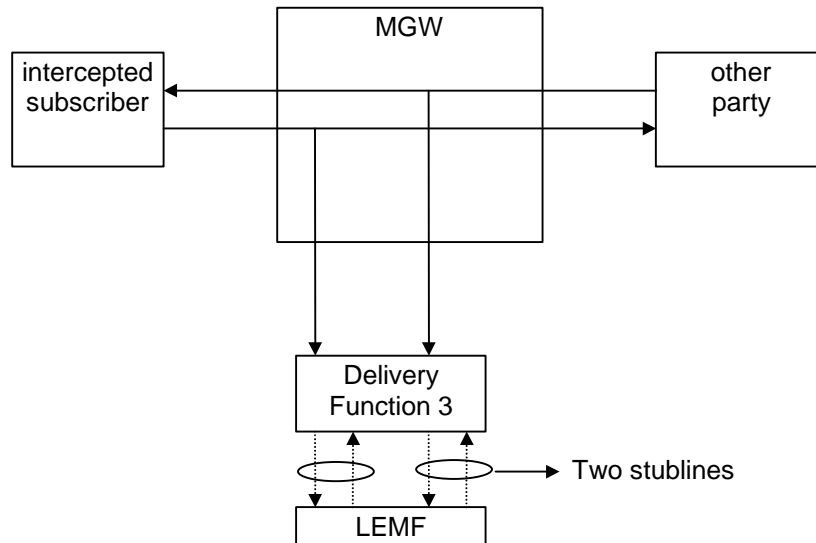 MGW
intercepted
subscriber
other
party
Delivery
Function 3
Two stublines
LEMF